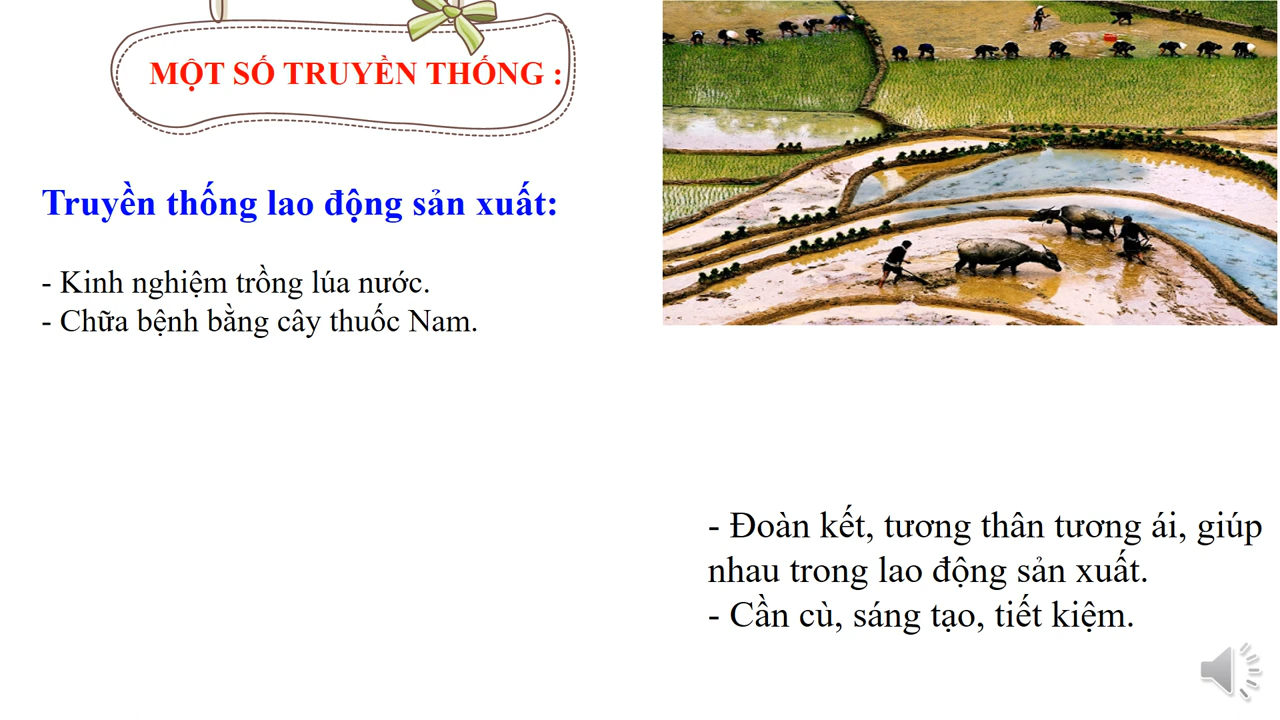 MỘT SỐ TRUYỀN THỐNG :
Truyền thống lao động sản xuất:
- Kinh nghiệm trồng lúa nước.
- Chữa bệnh bằng cây thuốc Nam.
- Đoàn kết, tương thân tương ái, giúp
nhau trong lao động sản xuất.
- Cần cù, sáng tạo, tiết kiệm.